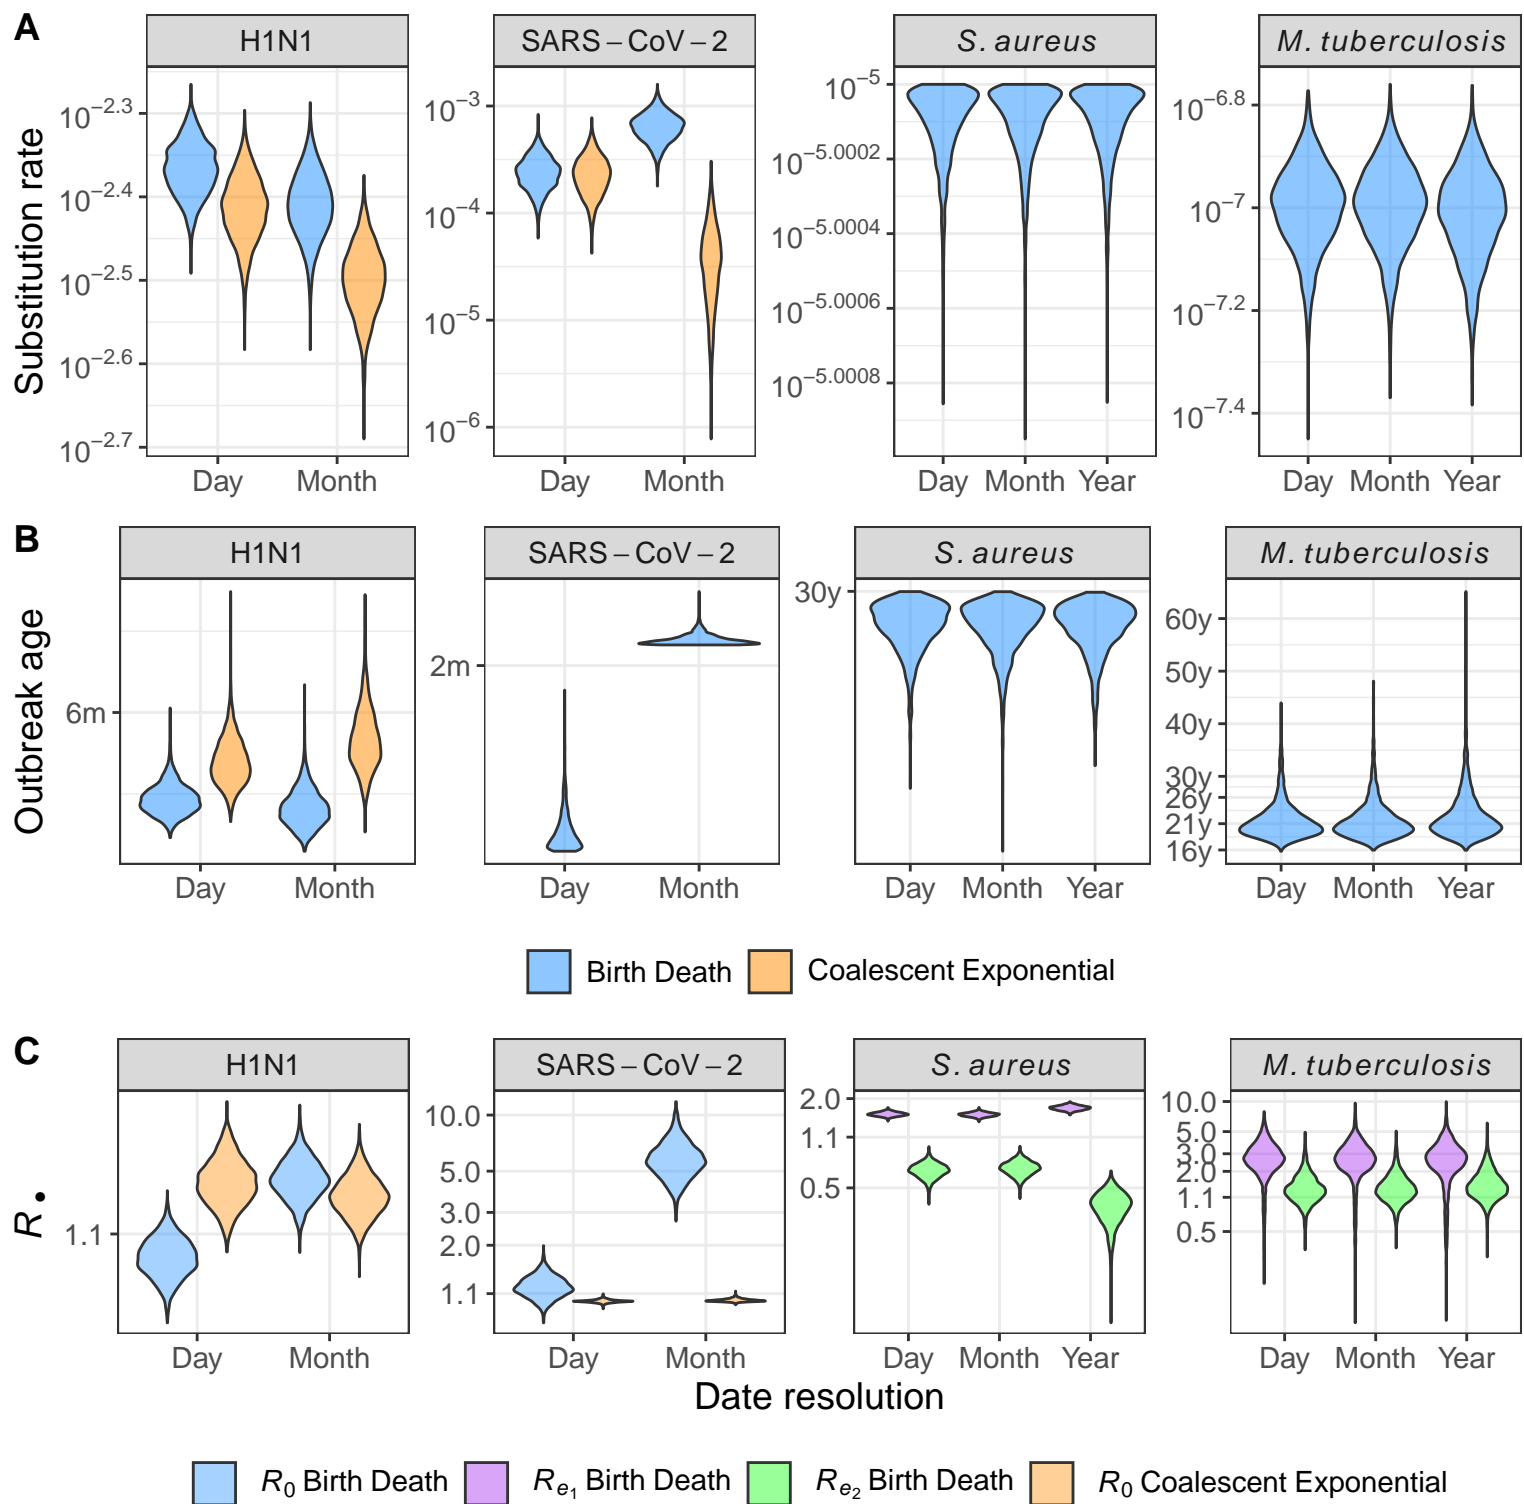 A
H1N1
SARS – CoV – 2
S. aureus
M. tuberculosis
Substitution rate
10^−2.3
10^−2.4
10^−2.5
10^−2.6
10^−2.7
10^−3
10^−4
10^−5
10^−6
10^−5
10^−5.0002
10^−5.0004
10^−5.0006
10^−5.0008
10^−6.8
10^−7
10^−7.2
10^−7.4
Day Month
Day Month
Day Month Year
Day Month Year
B
H1N1
SARS – CoV – 2
S. aureus
M. tuberculosis
Outbreak age
6m
2m
30y
60y
50y
40y
30y
26y
21y
16y
Day Month
Day Month
Day Month Year
Day Month Year
Birth Death
Coalescent Exponential
C
H1N1
SARS – CoV – 2
S. aureus
M. tuberculosis
R•
1.1
10.0
5.0
3.0
2.0
1.1
2.0
1.1
0.5
10.0
5.0
3.0
2.0
1.1
0.5
Day Month
Day Month
Day Month Year
Day Month Year
Date resolution
R₀ Birth Death
Rₑ₁ Birth Death
Rₑ₂ Birth Death
R₀ Coalescent Exponential